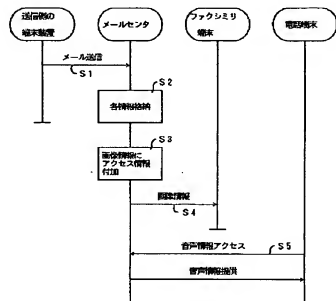 送信側の
端末装置
メールセンタ
ファクシミリ
端末
電話端末
メール送信
S1
S2
各情報格納
S3
画像情報に
アクセス情報
付加
画像情報
S4
音声情報アクセス
S5
音声情報提供